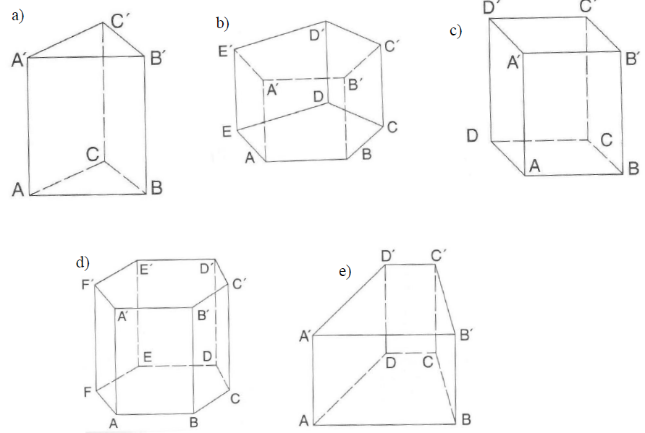 a)
C′
A′ B′
C
A B
b)
E′ D′ C′
A′ B′
D
E C
A B
c)
D′ C′
A′ B′
D C
A B
d)
E′ D′
F′ C′
A′ B′
E D
F C
A B
e)
D′ C′
A′ B′
D C
A B